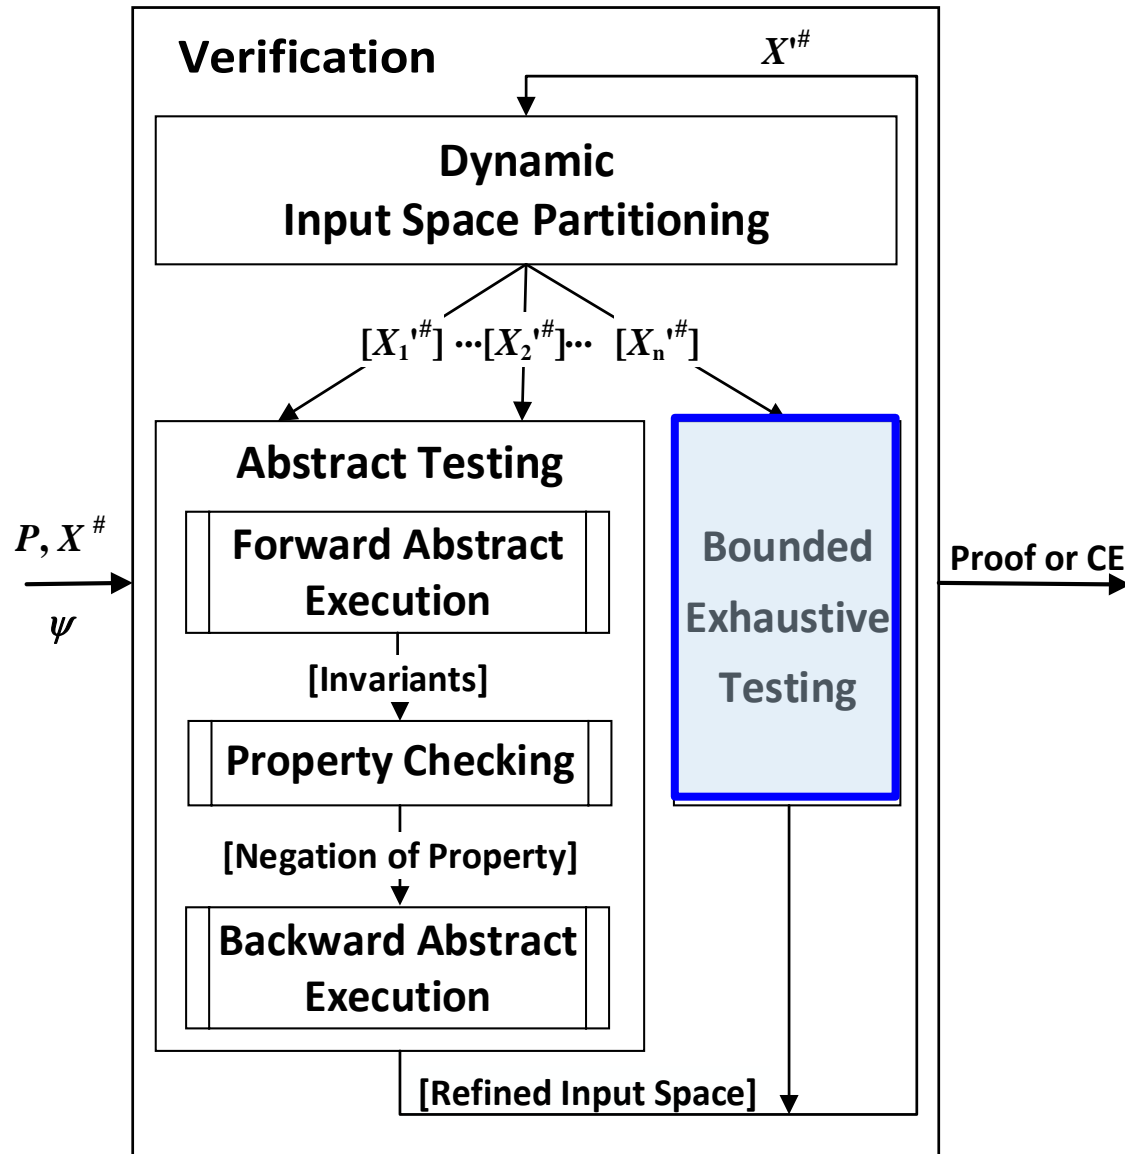 Verification
X'#
Dynamic
Input Space Partitioning
[X1'#] ···[X2'#]··· [Xn'#]
Abstract Testing
Forward Abstract
Execution
[Invariants]
Property Checking
[Negation of Property]
Backward Abstract
Execution
Bounded
Exhaustive
Testing
[Refined Input Space]
P, X #
ψ
Proof or CE